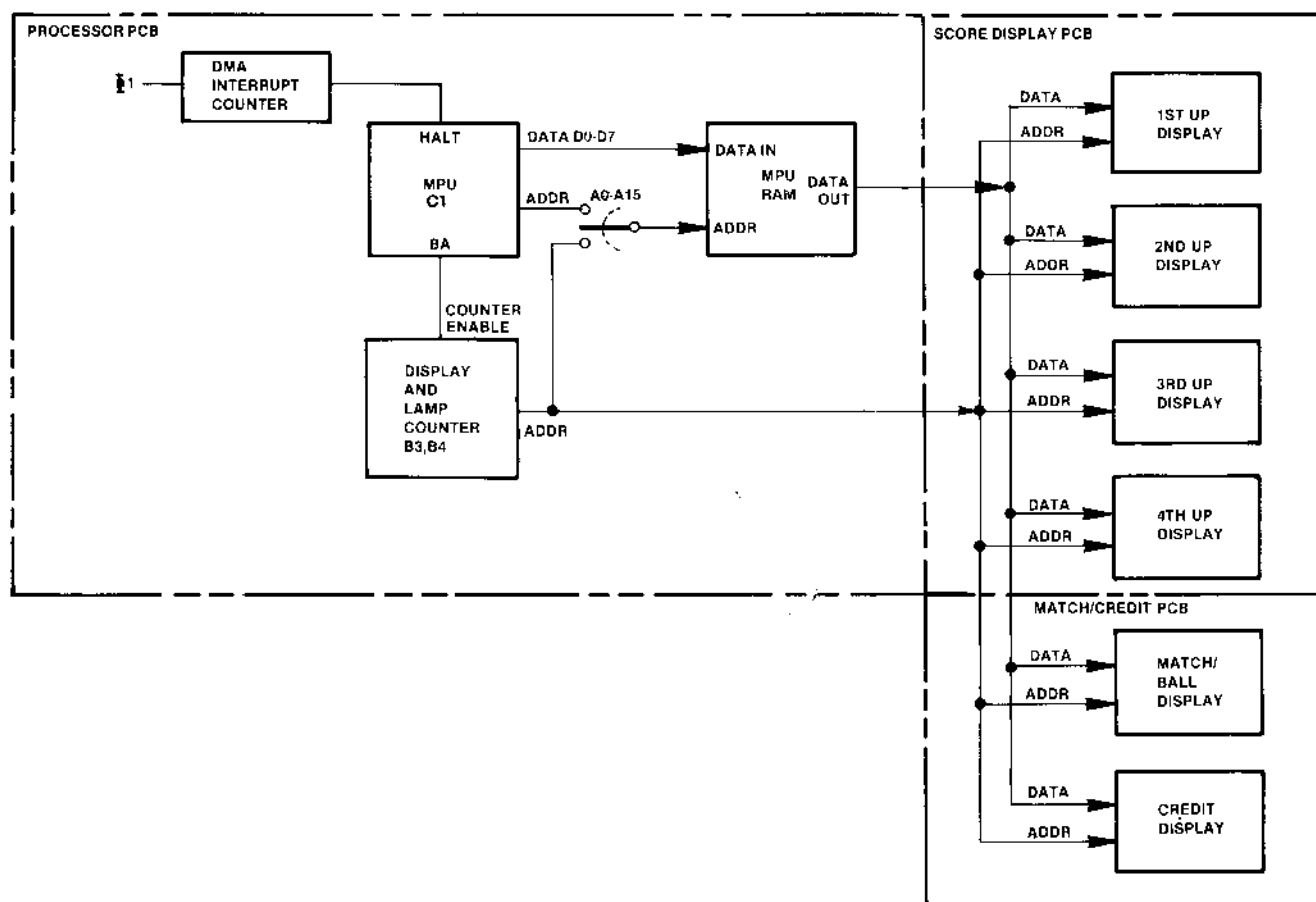 PROCESSOR PCB
SCORE DISPLAY PCB
DMA
INTERRUPT
COUNTER
Φ1
HALT
MPU
C1
BA
DATA D0-D7
ADDR
A0-A15
DATA IN
MPU
RAM
DATA
OUT
ADDR
COUNTER
ENABLE
DISPLAY
AND
LAMP
COUNTER
B3,B4
ADDR
DATA
ADDR
1ST UP
DISPLAY
DATA
ADDR
2ND UP
DISPLAY
DATA
ADDR
3RD UP
DISPLAY
DATA
ADDR
4TH UP
DISPLAY
MATCH/CREDIT PCB
DATA
ADDR
MATCH/
BALL
DISPLAY
DATA
ADDR
CREDIT
DISPLAY